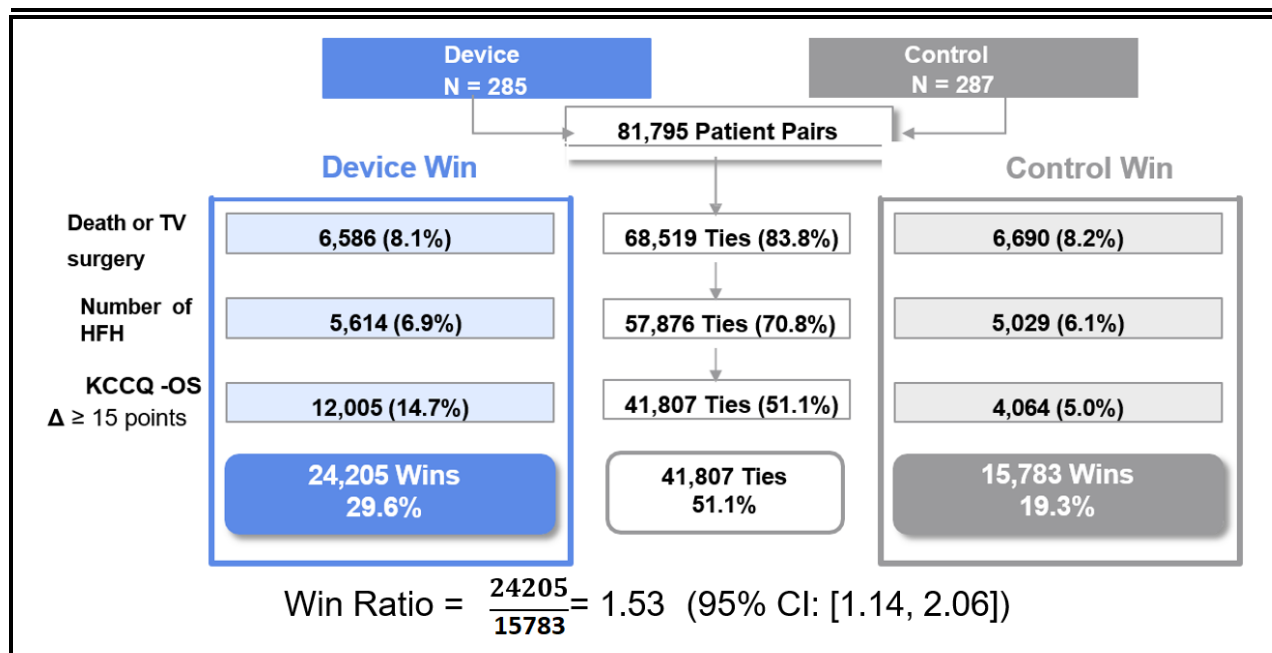 Device
N = 285
Control
N = 287
81,795 Patient Pairs
Device Win
Control Win
Death or TV
surgery
6,586 (8.1%)
68,519 Ties (83.8%)
6,690 (8.2%)
Number of
HFH
5,614 (6.9%)
57,876 Ties (70.8%)
5,029 (6.1%)
KCCQ -OS
Δ ≥ 15 points
12,005 (14.7%)
41,807 Ties (51.1%)
4,064 (5.0%)
24,205 Wins
29.6%
41,807 Ties
51.1%
15,783 Wins
19.3%
Win Ratio = 24205/15783 = 1.53 (95% CI: [1.14, 2.06])